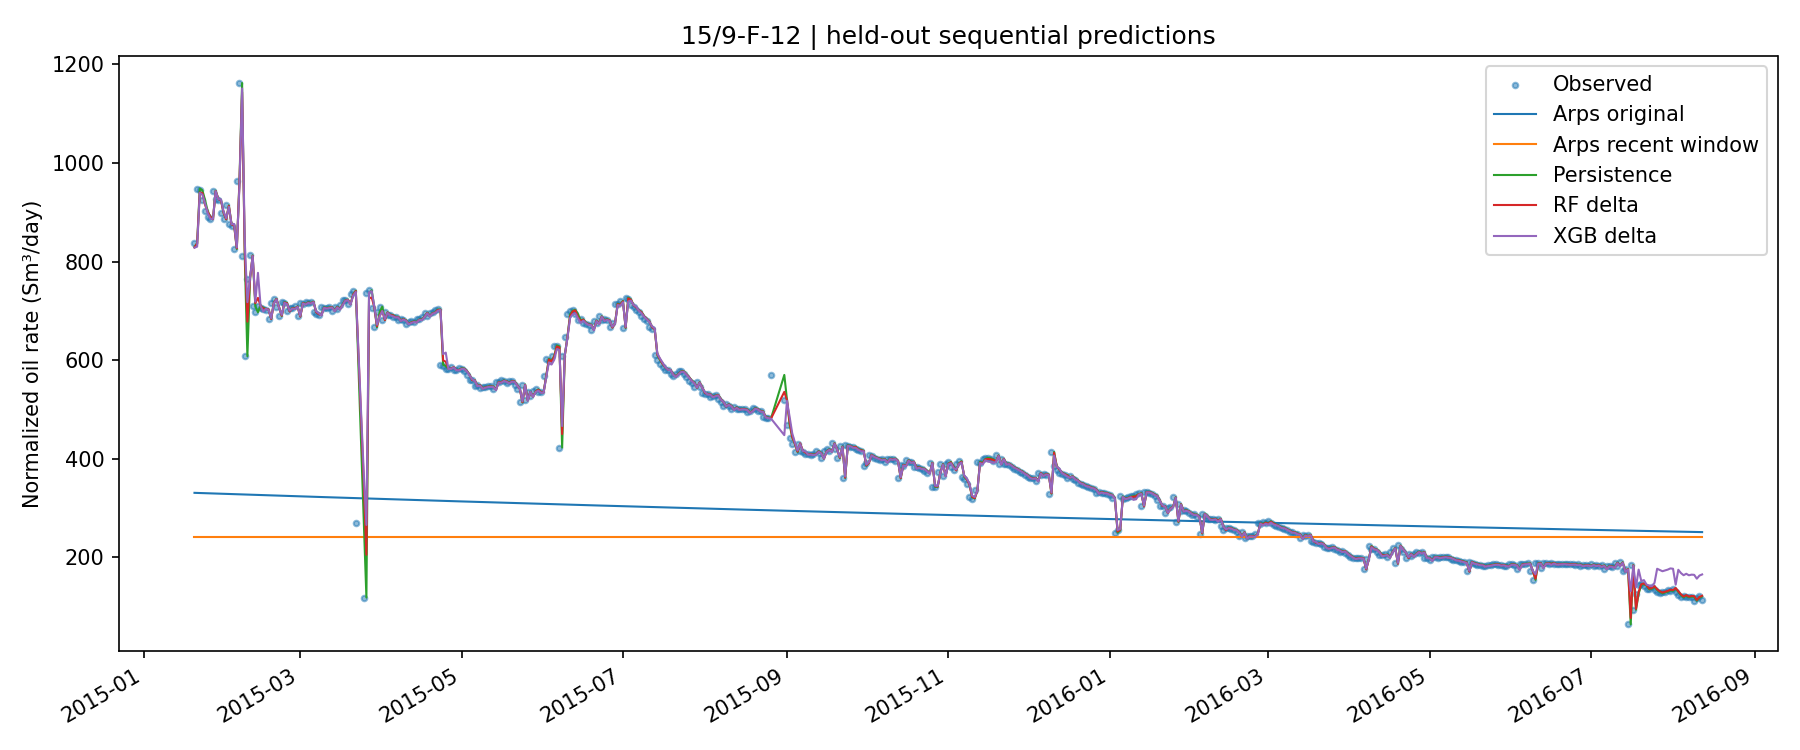 15/9-F-12 | held-out sequential predictions
Normalized oil rate (Sm³/day)
1200
1000
800
600
400
200
2015-01
2015-03
2015-05
2015-07
2015-09
2015-11
2016-01
2016-03
2016-05
2016-07
2016-09
Observed
Arps original
Arps recent window
Persistence
RF delta
XGB delta